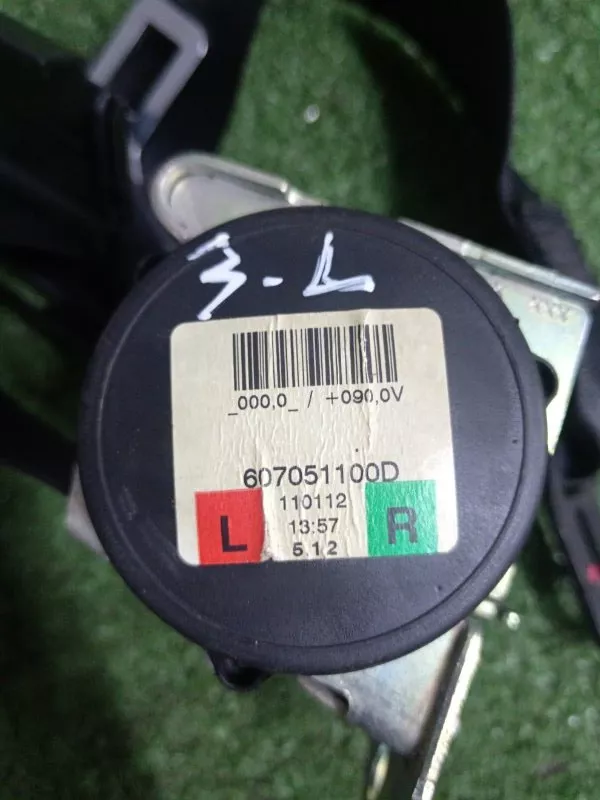 3-L
_000,0_ / +090,0V
607051100D
110112
L
13:57
R
5.1.2